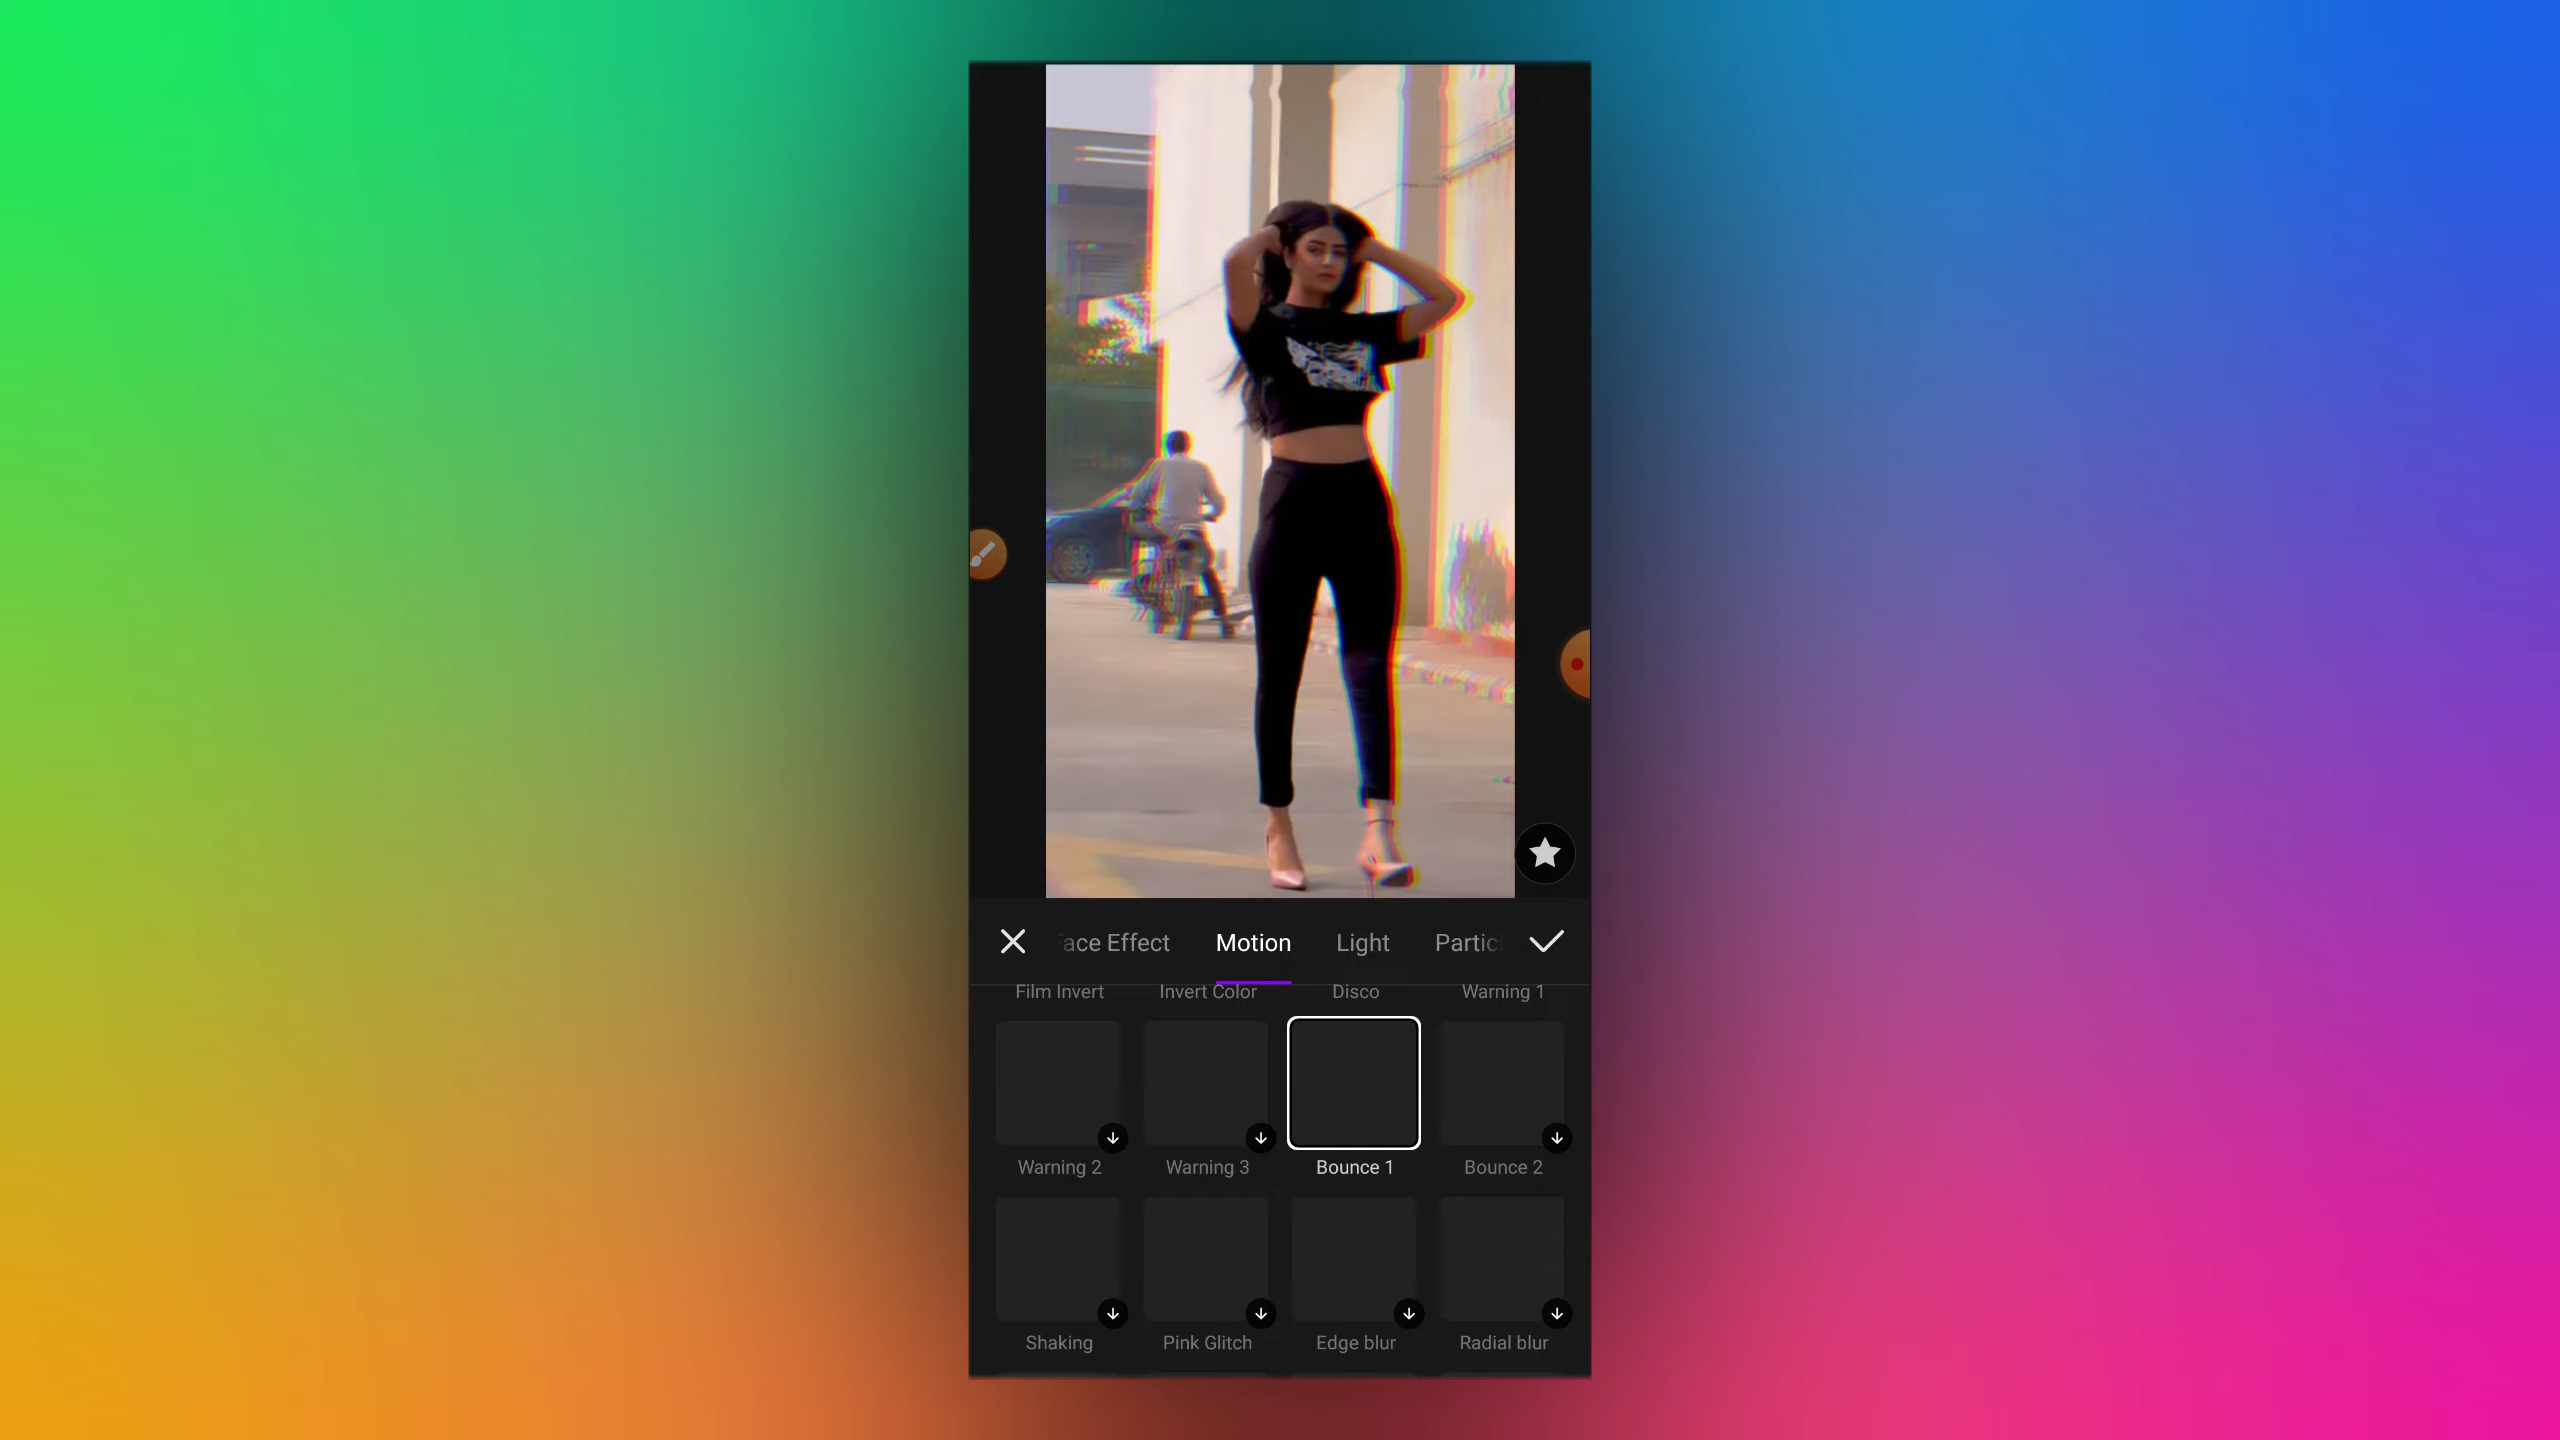 ace Effect Motion Light Partic
Film Invert Invert Color Disco Warning 1
Warning 2 Warning 3 Bounce 1 Bounce 2
Shaking Pink Glitch Edge blur Radial blur